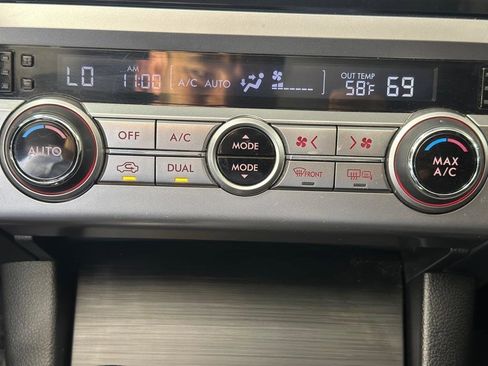 LO AM 11:00 A/C AUTO OUT TEMP 58°F 69
AUTO OFF A/C MODE MAX A/C
DUAL MODE FRONT